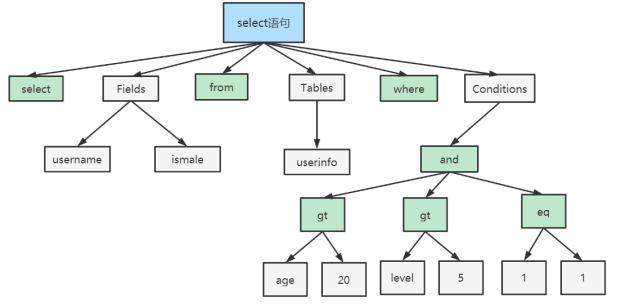 select语句
select
Fields
from
Tables
where
Conditions
username
ismale
userinfo
and
gt
gt
eq
age
20
level
5
1
1